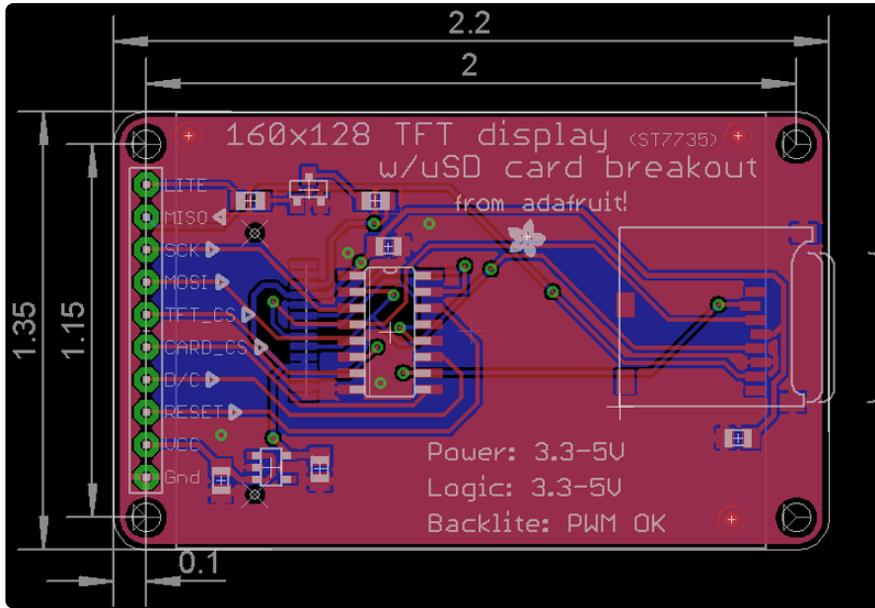 2.2
2
160x128 TFT display (ST7735)
w/uSD card breakout
from adafruit!
LITE
MISO
SCK
MOSI
TFT_CS
CARD_CS
D/C
RESET
VCC
Gnd
1.35
1.15
Power: 3.3-5V
Logic: 3.3-5V
Backlite: PWM OK
0.1